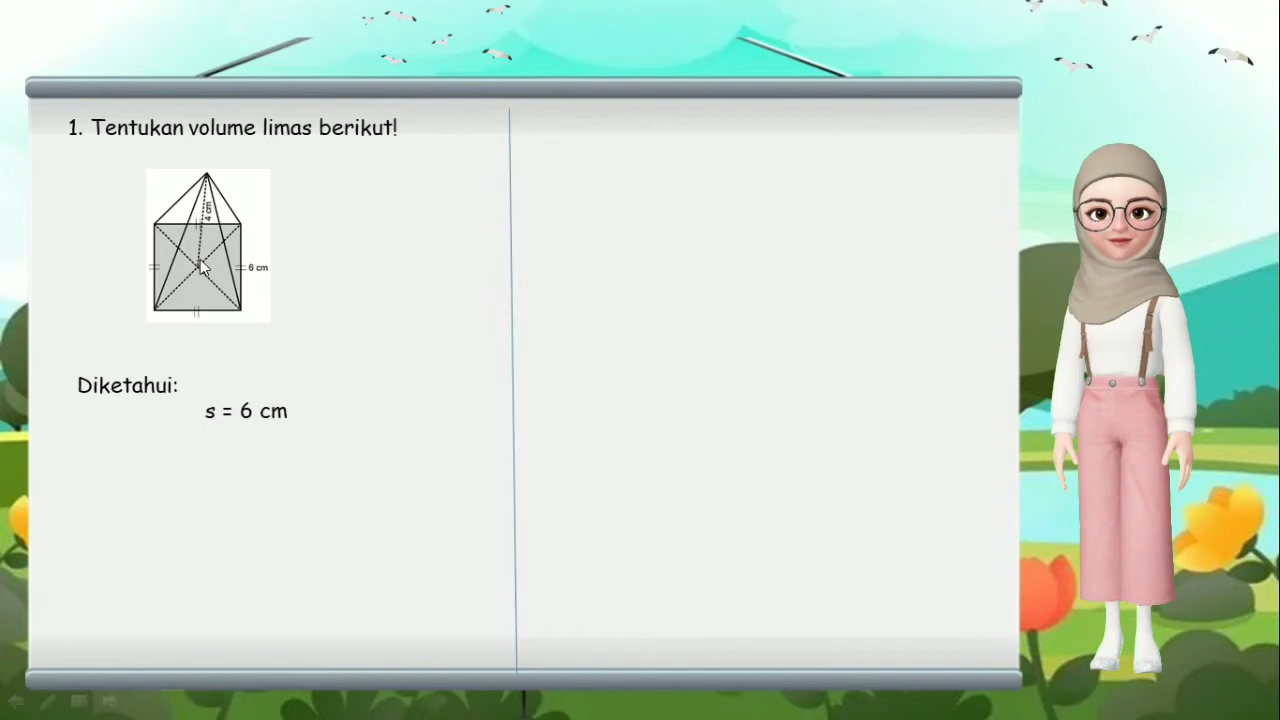 1. Tentukan volume limas berikut!
4 cm
6 cm
Diketahui:
s = 6 cm